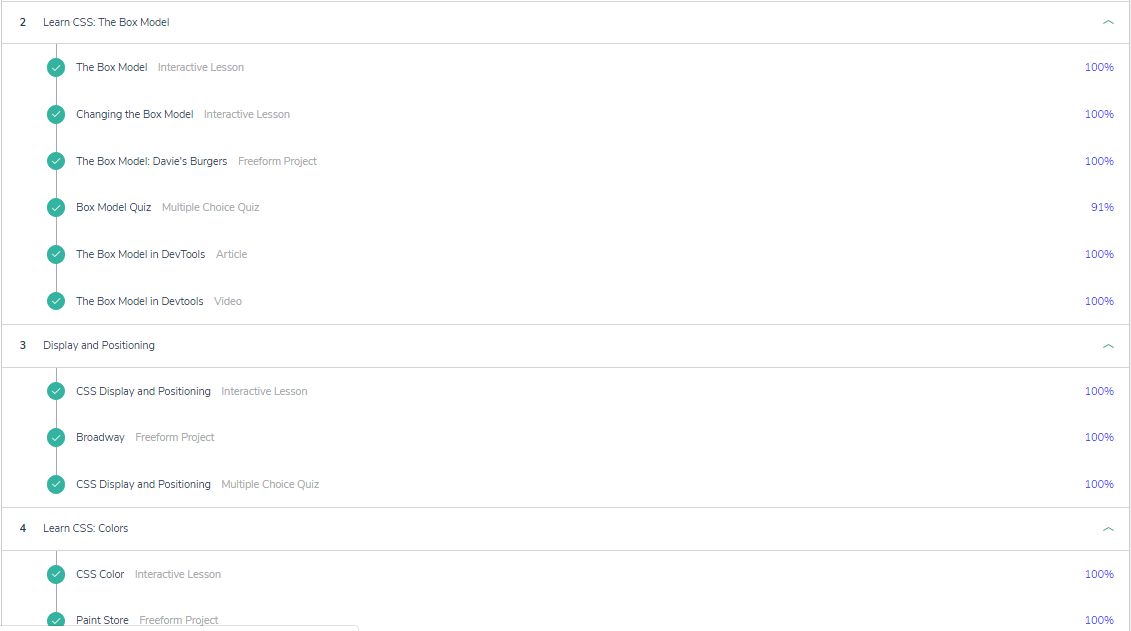 2 Learn CSS: The Box Model
The Box Model Interactive Lesson 100%
Changing the Box Model Interactive Lesson 100%
The Box Model: Davie's Burgers Freeform Project 100%
Box Model Quiz Multiple Choice Quiz 91%
The Box Model in DevTools Article 100%
The Box Model in Devtools Video 100%
3 Display and Positioning
CSS Display and Positioning Interactive Lesson 100%
Broadway Freeform Project 100%
CSS Display and Positioning Multiple Choice Quiz 100%
4 Learn CSS: Colors
CSS Color Interactive Lesson 100%
Paint Store Freeform Project 100%